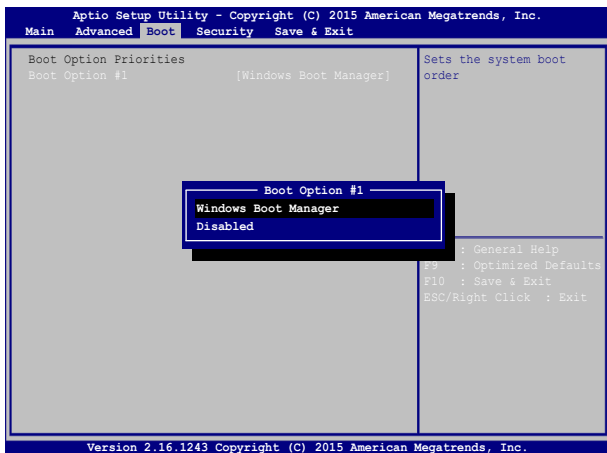 Aptio Setup Utility - Copyright (C) 2015 American Megatrends, Inc.
Main Advanced Boot Security Save & Exit
Boot Option Priorities
Boot Option #1 [Windows Boot Manager]
Sets the system boot
order
Boot Option #1
Windows Boot Manager
Disabled
: General Help
F9 : Optimized Defaults
F10 : Save & Exit
ESC/Right Click : Exit
Version 2.16.1243 Copyright (C) 2015 American Megatrends, Inc.